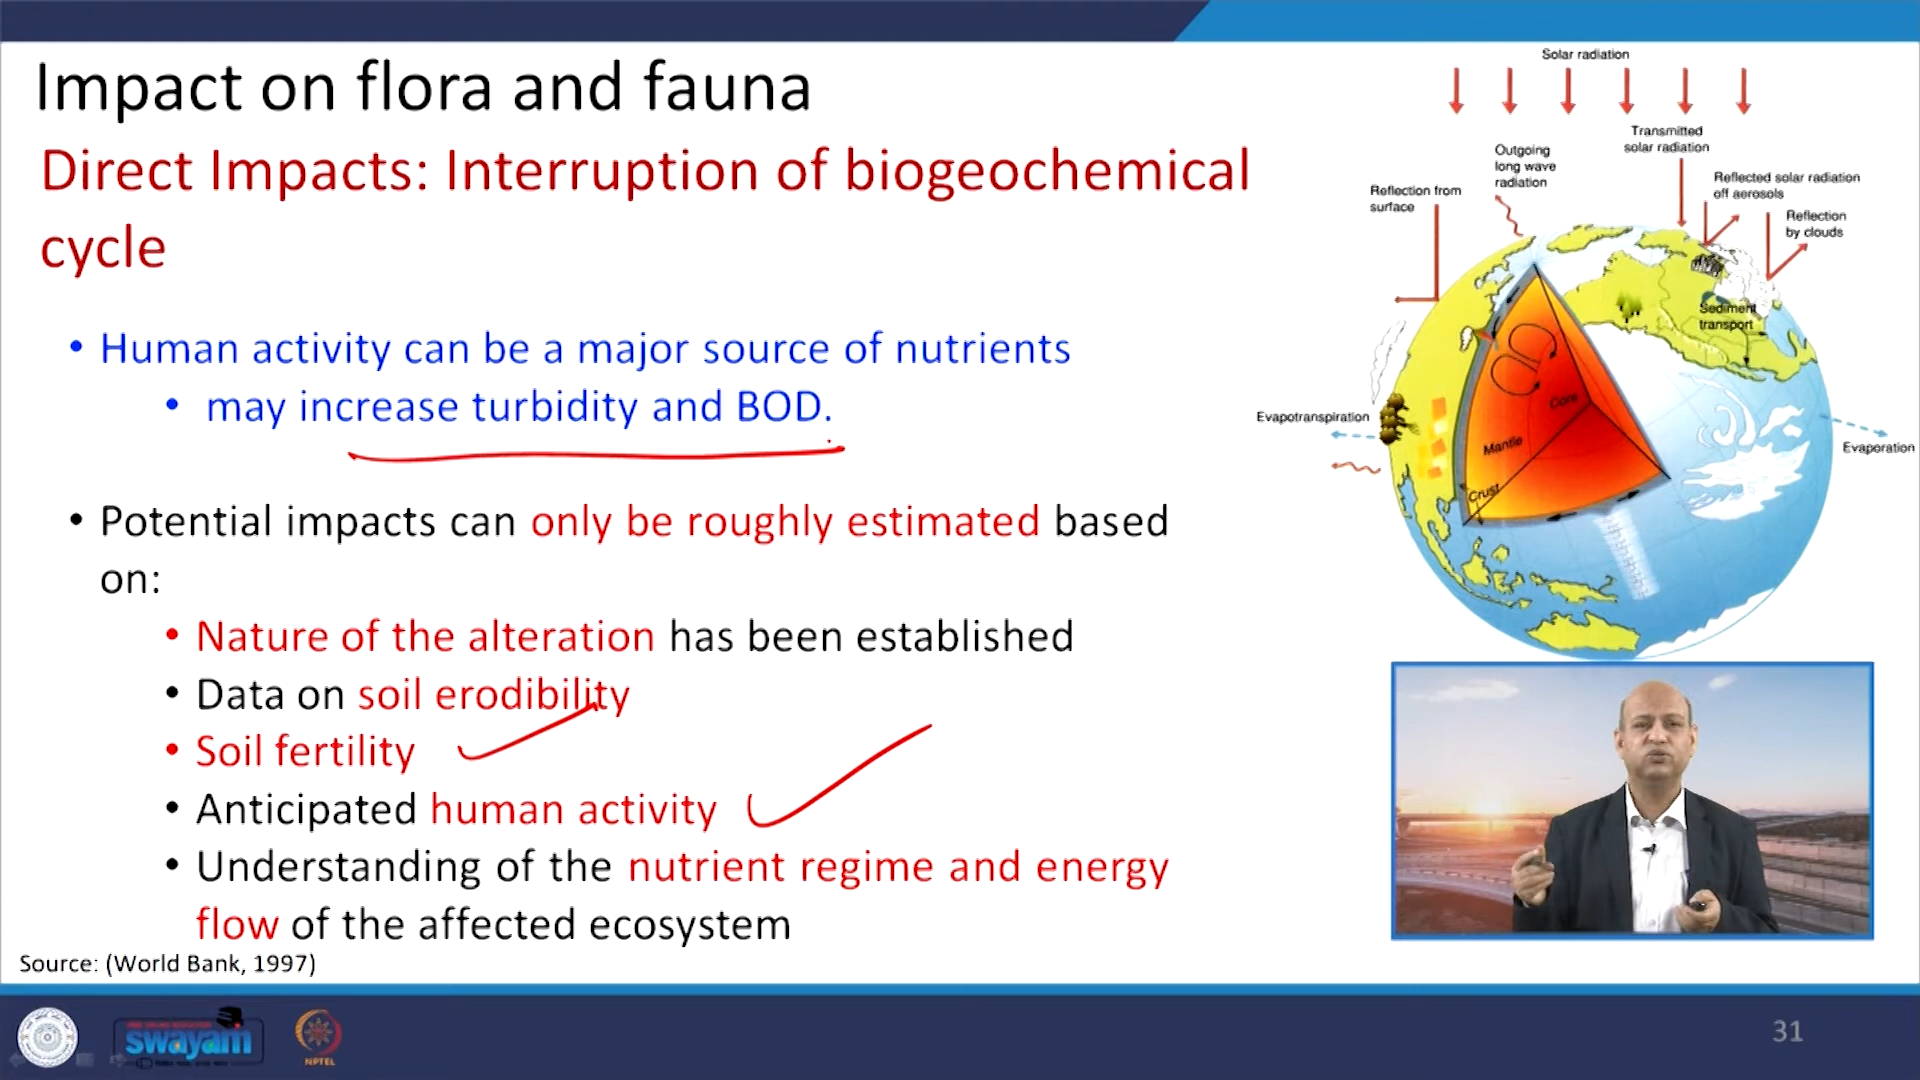 Impact on flora and fauna
Direct Impacts: Interruption of biogeochemical
cycle
• Human activity can be a major source of nutrients
• may increase turbidity and BOD.
• Potential impacts can only be roughly estimated based
on:
• Nature of the alteration has been established
• Data on soil erodibility
• Soil fertility
• Anticipated human activity
• Understanding of the nutrient regime and energy
flow of the affected ecosystem
Source: (World Bank, 1997)
Solar radiation
Transmitted
solar radiation
Outgoing
long wave
radiation
Reflected solar radiation
off aerosols
Reflection from
surface
Reflection
by clouds
Sediment
transport
Core
Evapotranspiration
Mantle
Evaporation
Crust
swayam
NPTEL
31